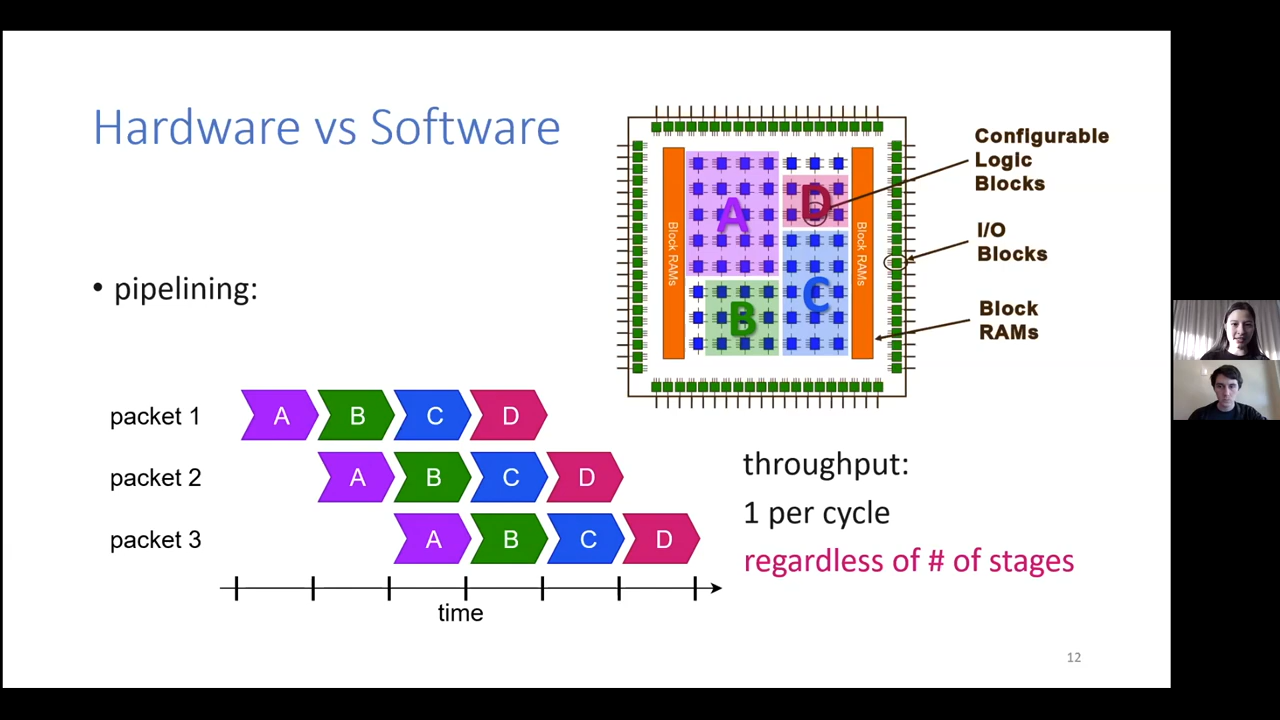 Hardware vs Software
• pipelining:
A
D
B
C
Block RAMs
Block RAMs
Configurable
Logic
Blocks
I/O
Blocks
Block
RAMs
packet 1 A B C D
packet 2 A B C D
packet 3 A B C D
time
throughput:
1 per cycle
regardless of # of stages
12